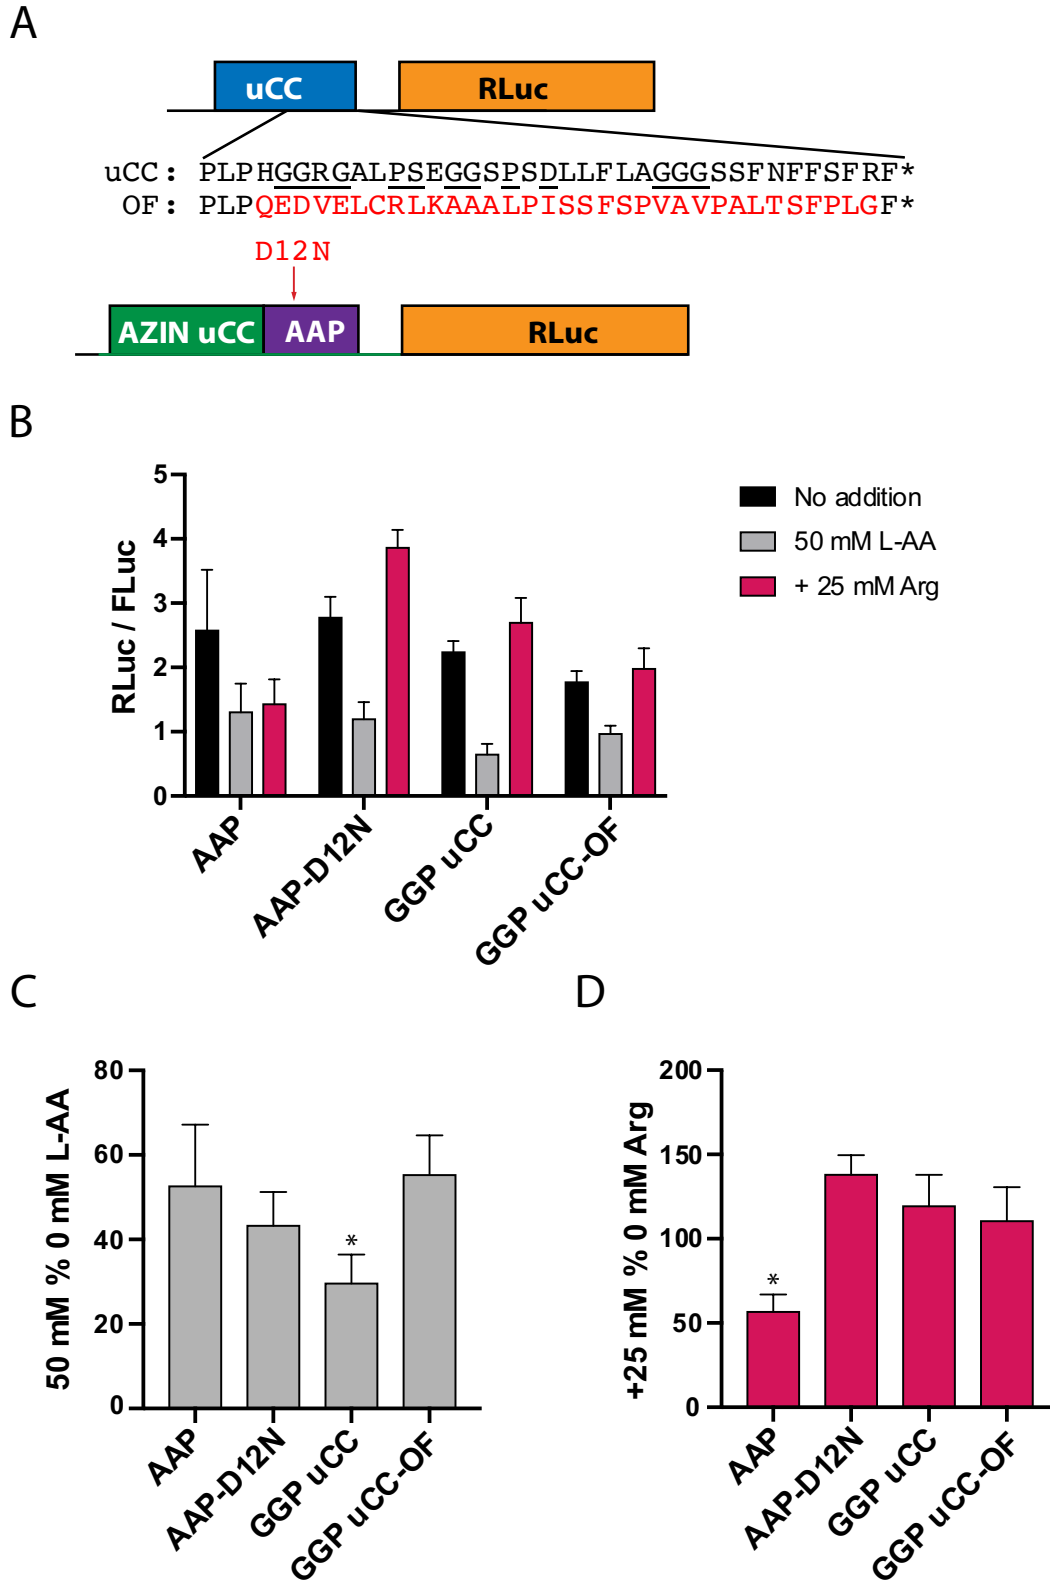 A
uCC RLuc
uCC: PLPHGGRGALPSEGGSPSDLLFLAGGGSSFNFFSFRF*
OF: PLPQEDVELCRLKAAALPISSFSPVAVPALTSFPLGF*
D12N
AZIN uCC AAP RLuc
B
RLuc / FLuc
5
4
3
2
1
0
AAP
AAP-D12N
GGP uCC
GGP uCC-OF
No addition
50 mM L-AA
+ 25 mM Arg
C
50 mM % 0 mM L-AA
80
60
40
20
0
*
AAP
AAP-D12N
GGP uCC
GGP uCC-OF
D
+25 mM % 0 mM Arg
200
150
100
50
0
*
AAP
AAP-D12N
GGP uCC
GGP uCC-OF